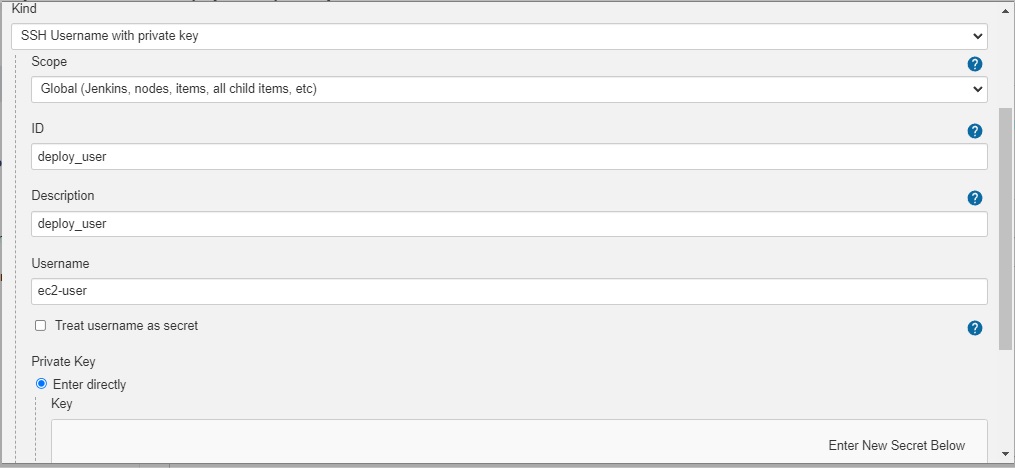 Kind
SSH Username with private key
Scope
?
Global (Jenkins, nodes, items, all child items, etc)
ID
?
deploy_user
Description
?
deploy_user
Username
ec2-user
Treat username as secret
?
Private Key
Enter directly
Key
Enter New Secret Below